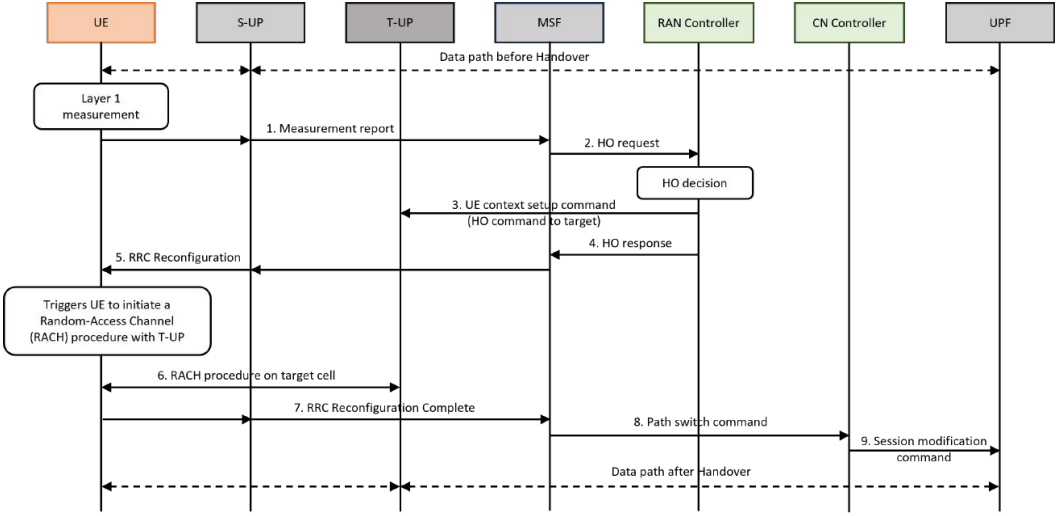 UE
S-UP
T-UP
MSF
RAN Controller
CN Controller
UPF
Data path before Handover
Layer 1
measurement
1. Measurement report
2. HO request
HO decision
3. UE context setup command
(HO command to target)
4. HO response
5. RRC Reconfiguration
Triggers UE to initiate a
Random-Access Channel
(RACH) procedure with T-UP
6. RACH procedure on target cell
7. RRC Reconfiguration Complete
8. Path switch command
9. Session modification
command
Data path after Handover